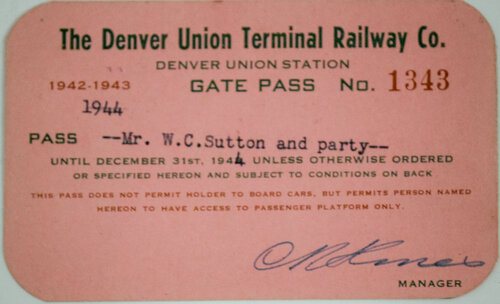 The Denver Union Terminal Railway Co.
DENVER UNION STATION
1942-1943 GATE PASS No. 1343
1944
PASS --Mr. W.C.Sutton and party--
UNTIL DECEMBER 31ST. 1944 UNLESS OTHERWISE ORDERED
OR SPECIFIED HEREON AND SUBJECT TO CONDITIONS ON BACK
THIS PASS DOES NOT PERMIT HOLDER TO BOARD CARS, BUT PERMITS PERSON NAMED
HEREON TO HAVE ACCESS TO PASSENGER PLATFORM ONLY.
MANAGER